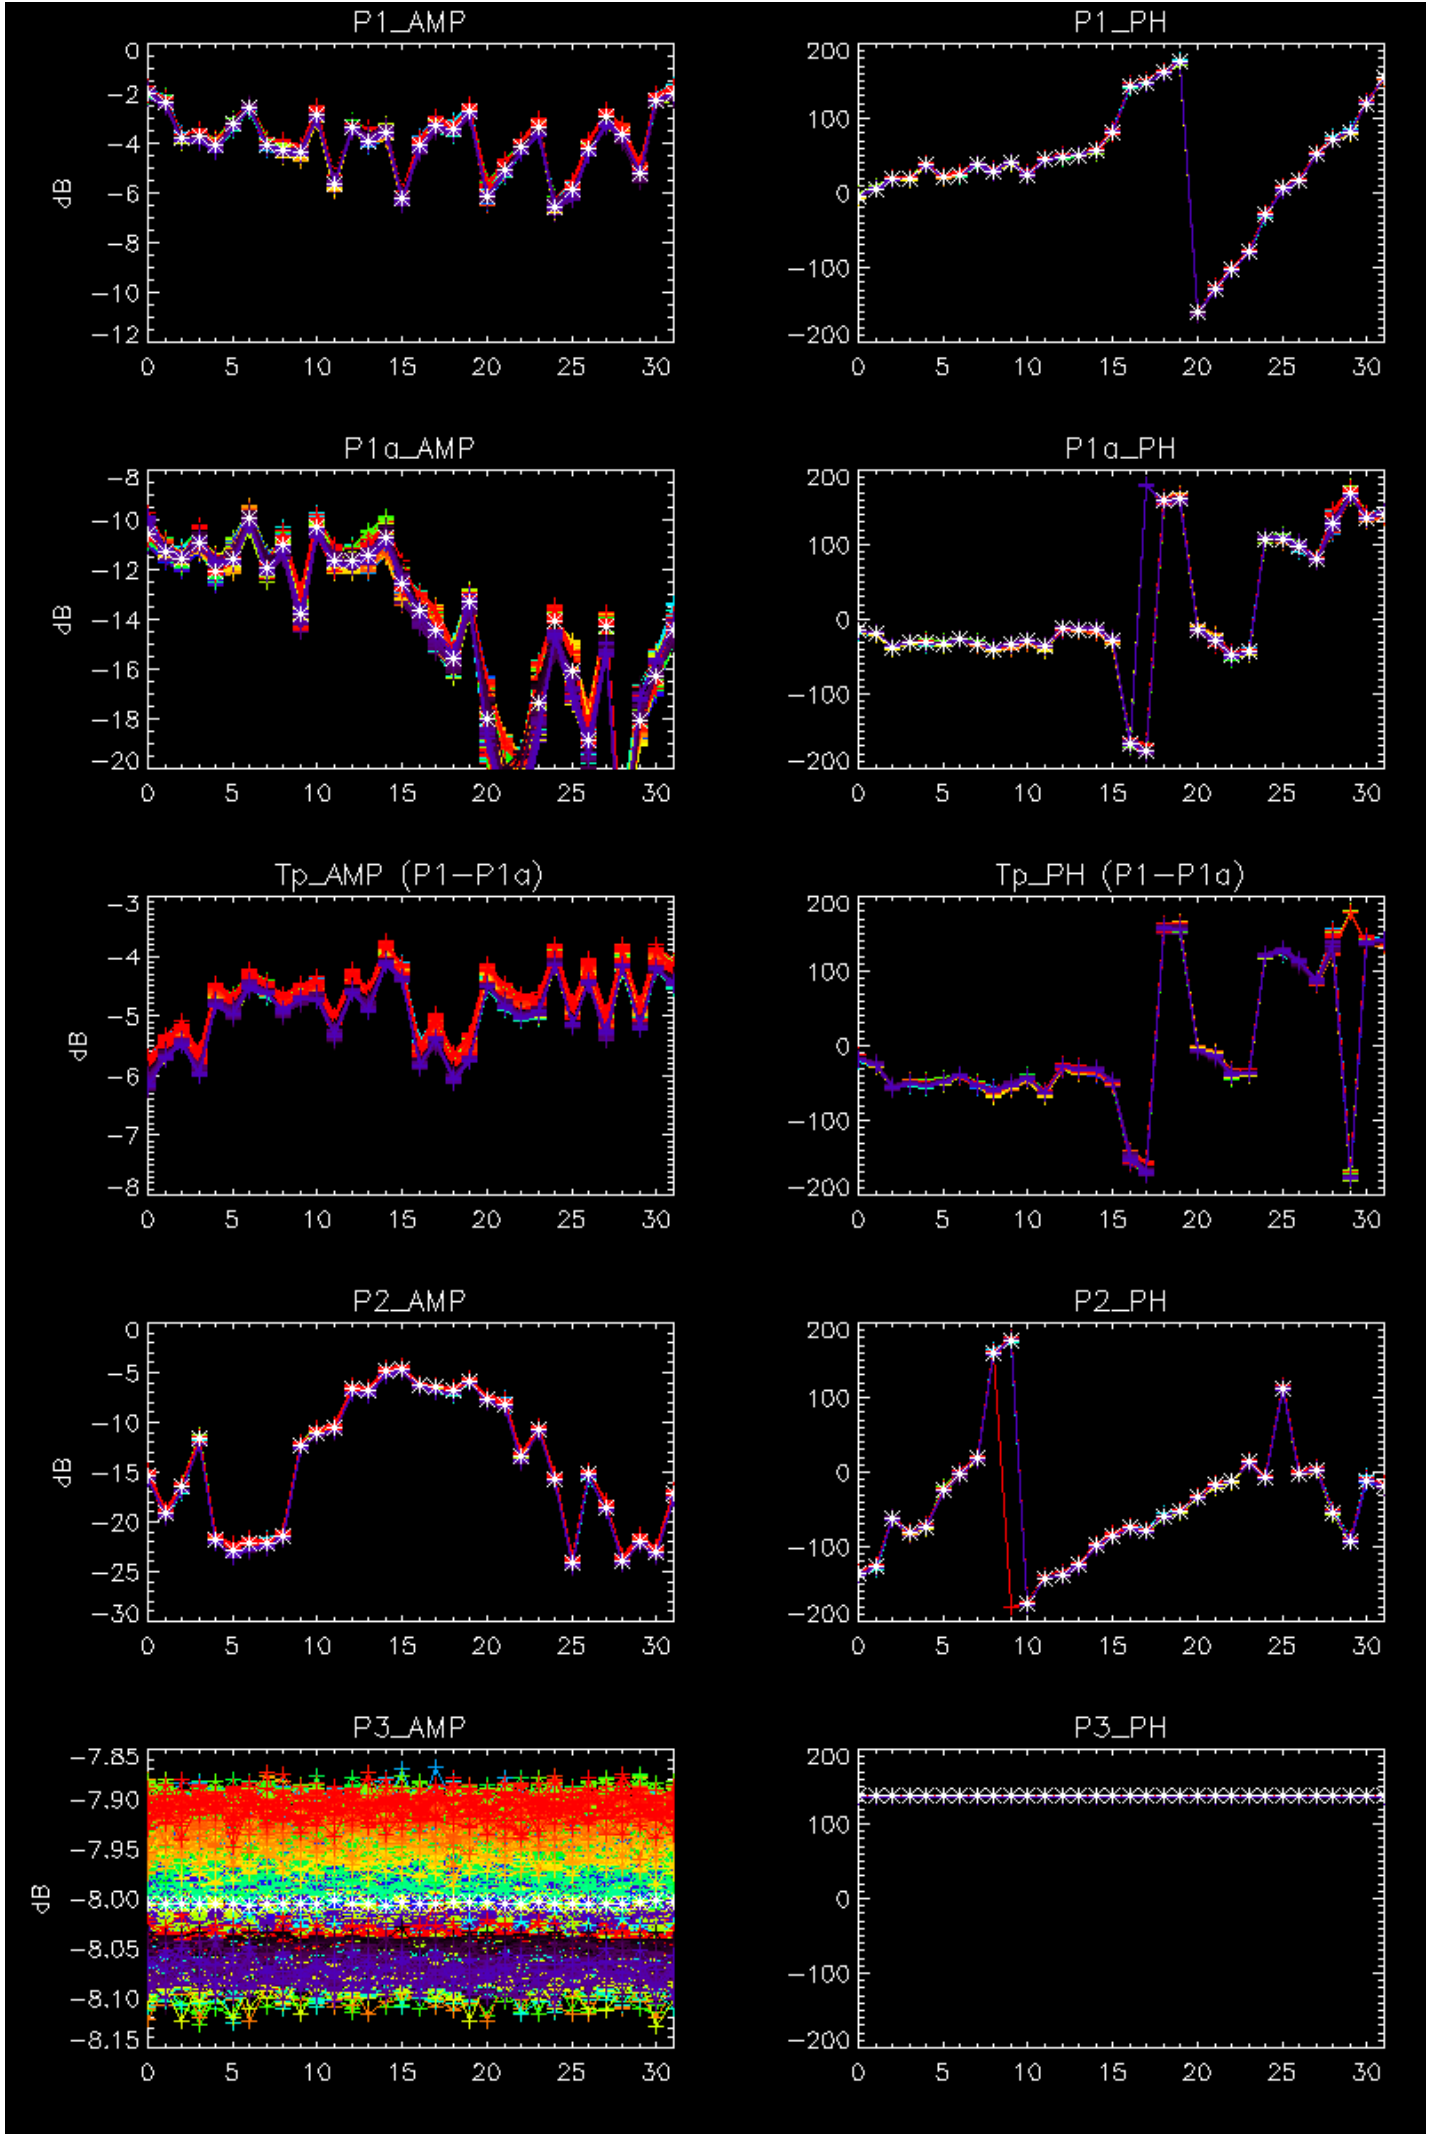 P1_AMP P1_PH
0 200
−2 100
−4
dB −6 0
−8
−10 −100
−12 −200
0 5 10 15 20 25 30 0 5 10 15 20 25 30
P1a_AMP P1a_PH
−8 200
−10 100
−12
dB −14 0
−16
−18 −100
−20 −200
0 5 10 15 20 25 30 0 5 10 15 20 25 30
Tp_AMP (P1−P1a) Tp_PH (P1−P1a)
−3 200
−4 100
dB −5 0
−6
−7 −100
−8 −200
0 5 10 15 20 25 30 0 5 10 15 20 25 30
P2_AMP P2_PH
0 200
−5 100
−10
dB −15 0
−20
−25 −100
−30 −200
0 5 10 15 20 25 30 0 5 10 15 20 25 30
P3_AMP P3_PH
−7.85 200
−7.90 100
−7.95
dB −8.00 0
−8.05
−8.10 −100
−8.15 −200
0 5 10 15 20 25 30 0 5 10 15 20 25 30